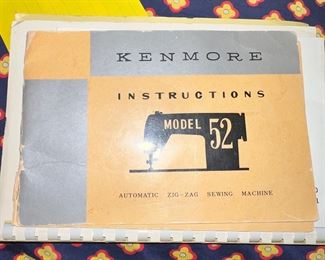 KENMORE
INSTRUCTIONS
MODEL 52
AUTOMATIC ZIG-ZAG SEWING MACHINE